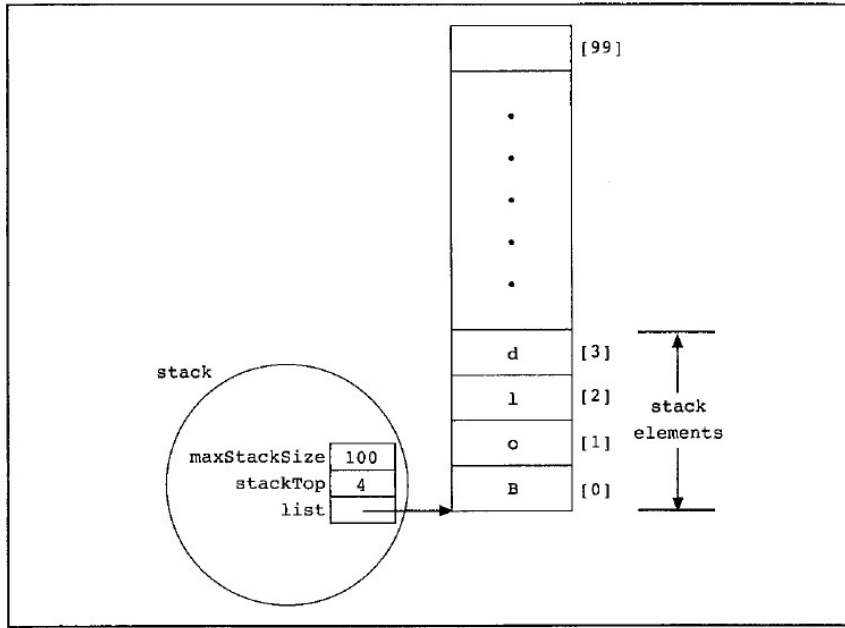 [99]
d [3]
l [2]
o [1]
B [0]
stack
elements
stack
maxStackSize 100
stackTop 4
list